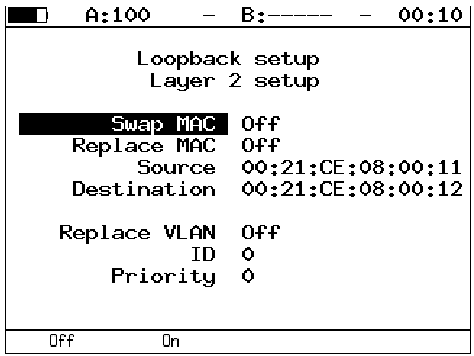 A:100 – B:----- – 00:10
Loopback setup
Layer 2 setup
Swap MAC Off
Replace MAC Off
Source 00:21:CE:08:00:11
Destination 00:21:CE:08:00:12
Replace VLAN Off
ID 0
Priority 0
Off On